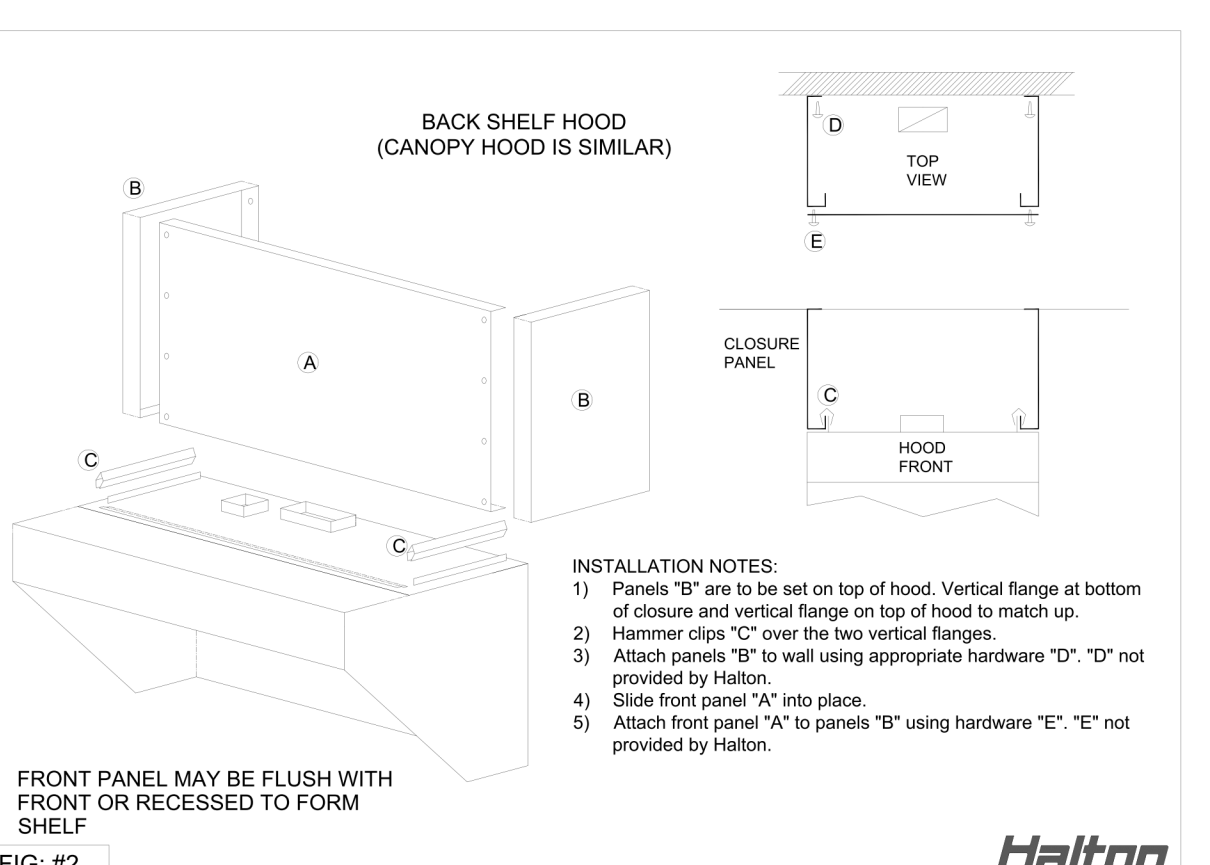 BACK SHELF HOOD
(CANOPY HOOD IS SIMILAR)
B
A
B
C
C
D
TOP
VIEW
E
CLOSURE
PANEL
C
HOOD
FRONT
INSTALLATION NOTES:
1) Panels "B" are to be set on top of hood. Vertical flange at bottom
of closure and vertical flange on top of hood to match up.
2) Hammer clips "C" over the two vertical flanges.
3) Attach panels "B" to wall using appropriate hardware "D". "D" not
provided by Halton.
4) Slide front panel "A" into place.
5) Attach front panel "A" to panels "B" using hardware "E". "E" not
provided by Halton.
FRONT PANEL MAY BE FLUSH WITH
FRONT OR RECESSED TO FORM
SHELF
FIG: #2
Halton